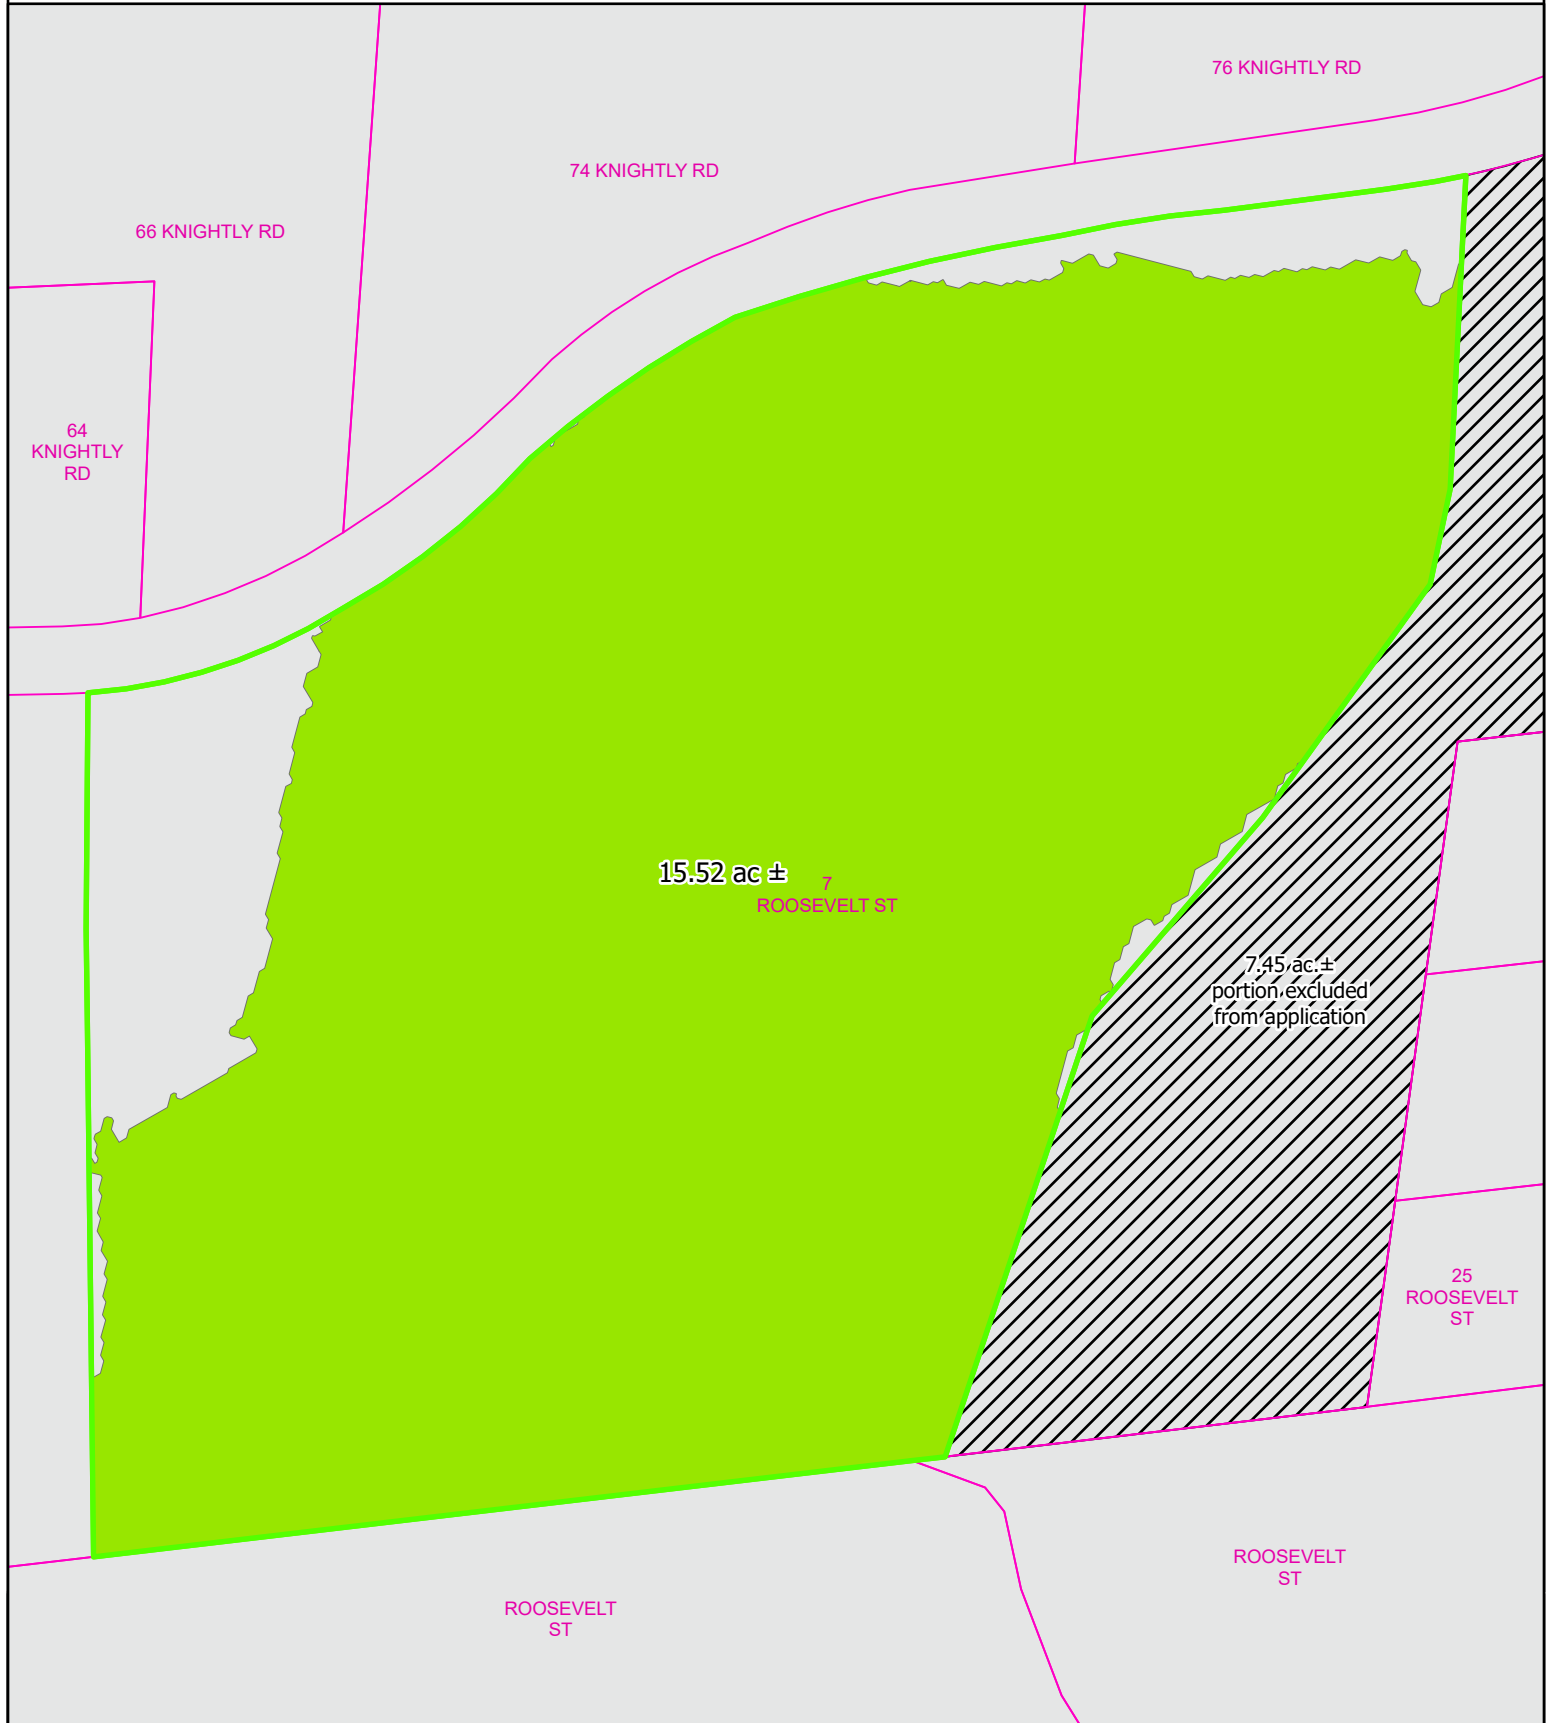 76 KNIGHTLY RD
74 KNIGHTLY RD
66 KNIGHTLY RD
64
KNIGHTLY
RD
15.52 ac ±
7
ROOSEVELT ST
7.45 ac.±
portion excluded
from application
25
ROOSEVELT
ST
ROOSEVELT
ST
ROOSEVELT
ST